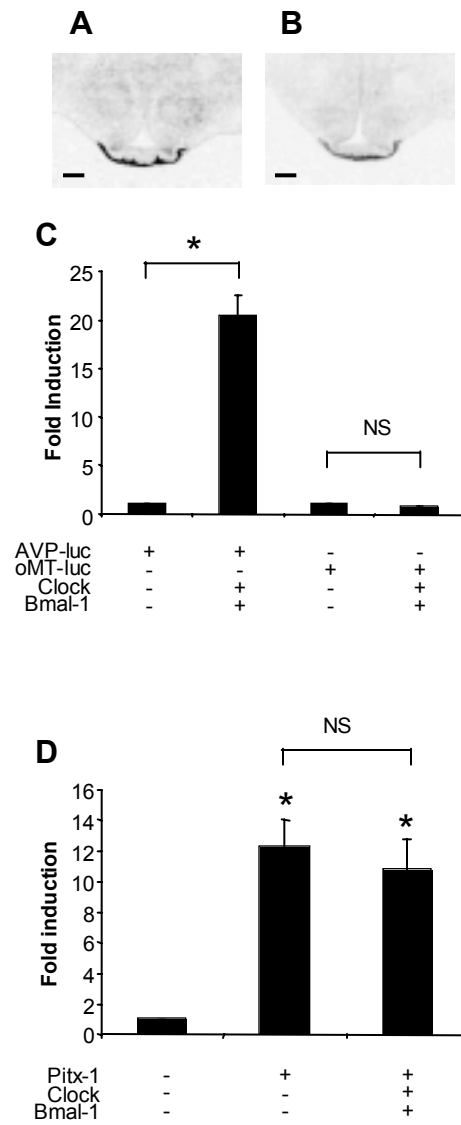 A B
C
*
25
20
15
10
5
0
Fold Induction
NS
AVP-luc + + - -
oMT-luc - - + +
Clock - + - +
Bmal-1 - + - +
NS
D
16
14
12
10
8
6
4
2
0
Fold induction
* *
Pitx-1 - + +
Clock - - +
Bmal-1 - - +